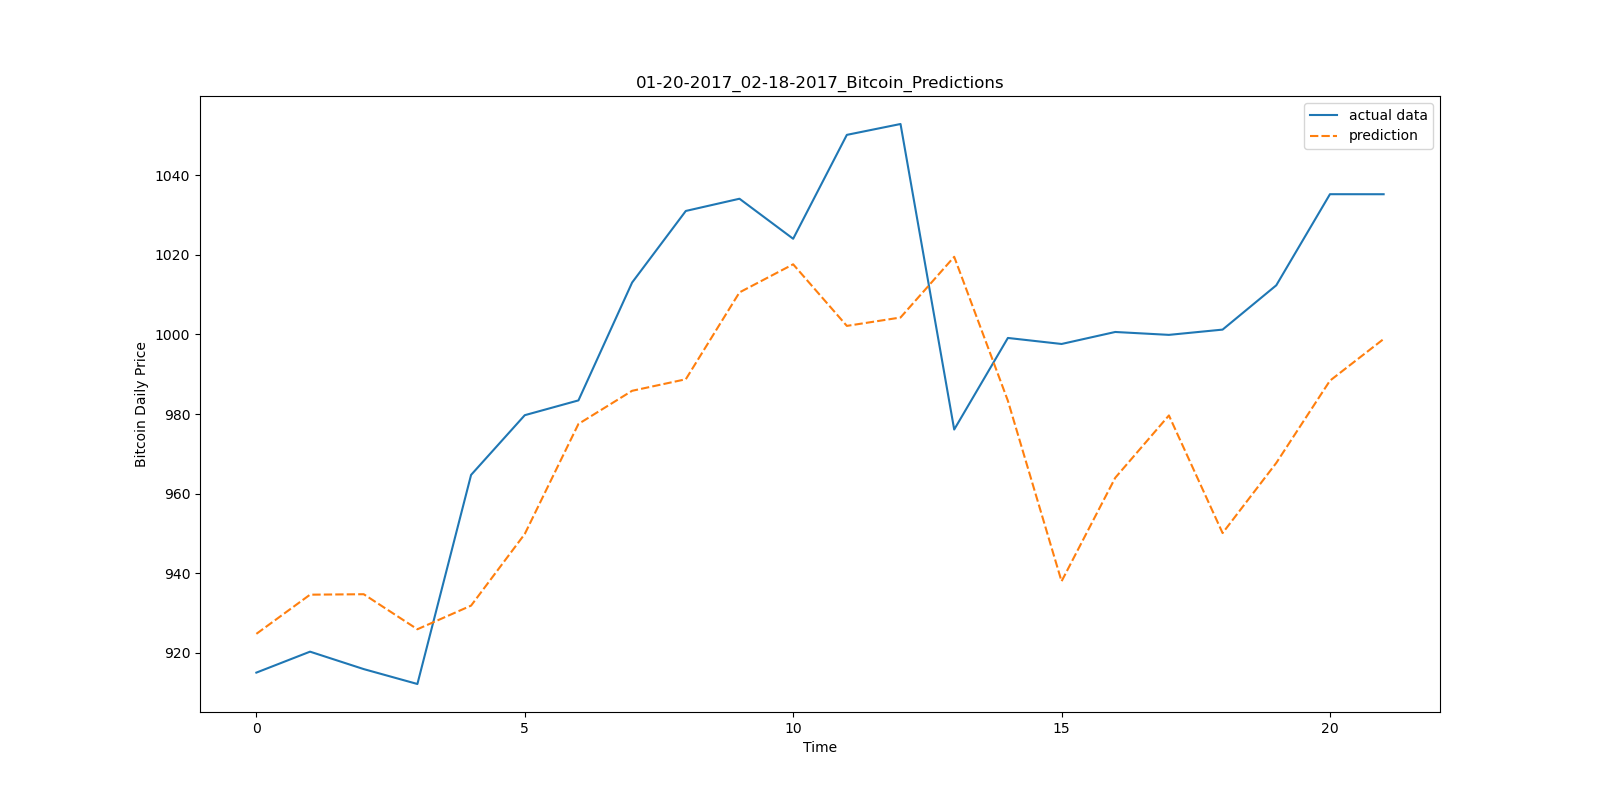 01-20-2017_02-18-2017_Bitcoin_Predictions
actual data
prediction
Bitcoin Daily Price
1040
1020
1000
980
960
940
920
0 5 10 15 20
Time